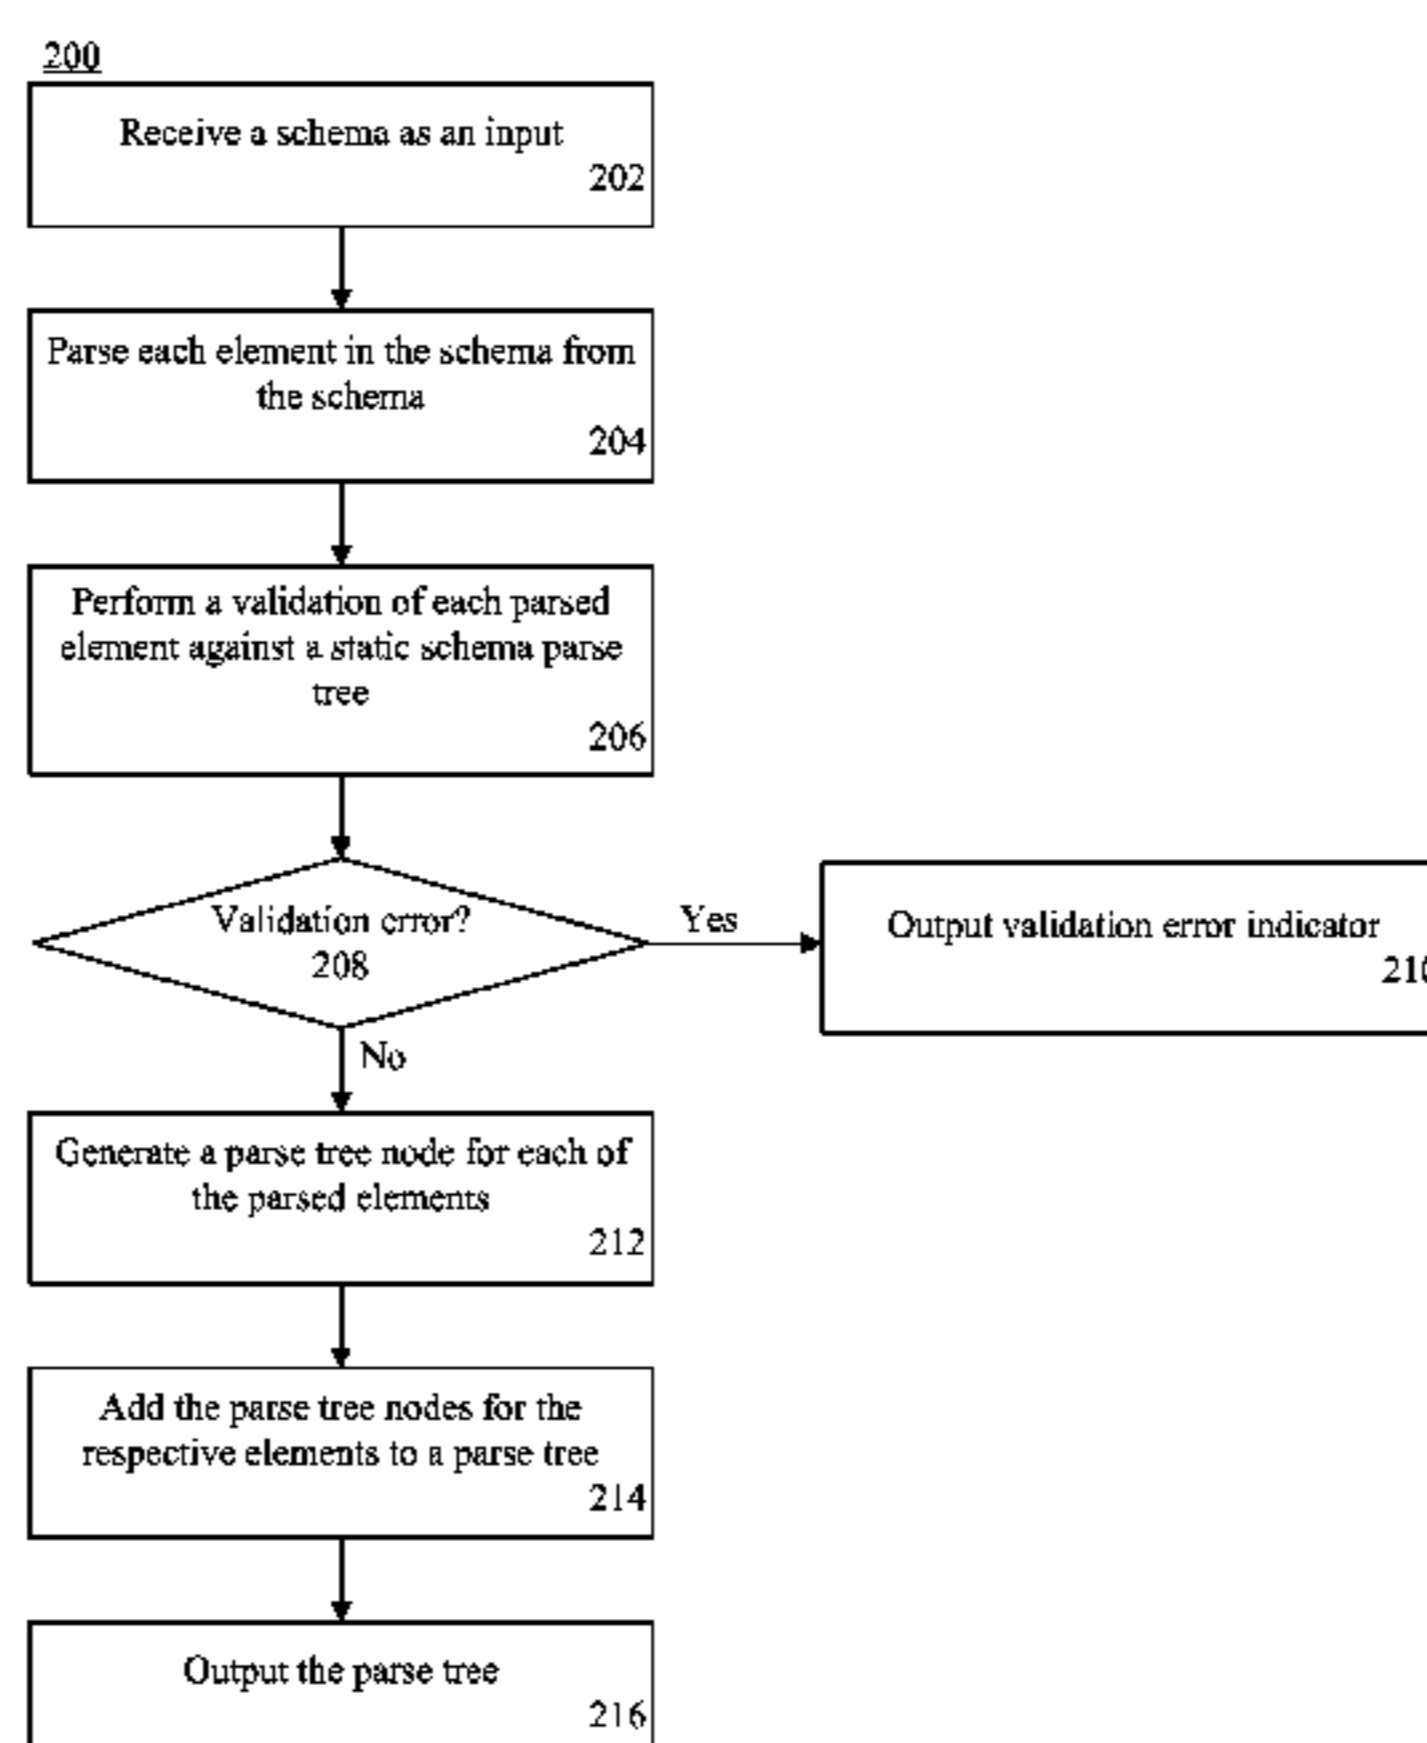 200
Receive a schema as an input
202
Parse each element in the schema from
the schema
204
Perform a validation of each parsed
element against a static schema parse
tree
206
Validation error?
208
Yes
Output validation error indicator
210
No
Generate a parse tree node for each of
the parsed elements
212
Add the parse tree nodes for the
respective elements to a parse tree
214
Output the parse tree
216